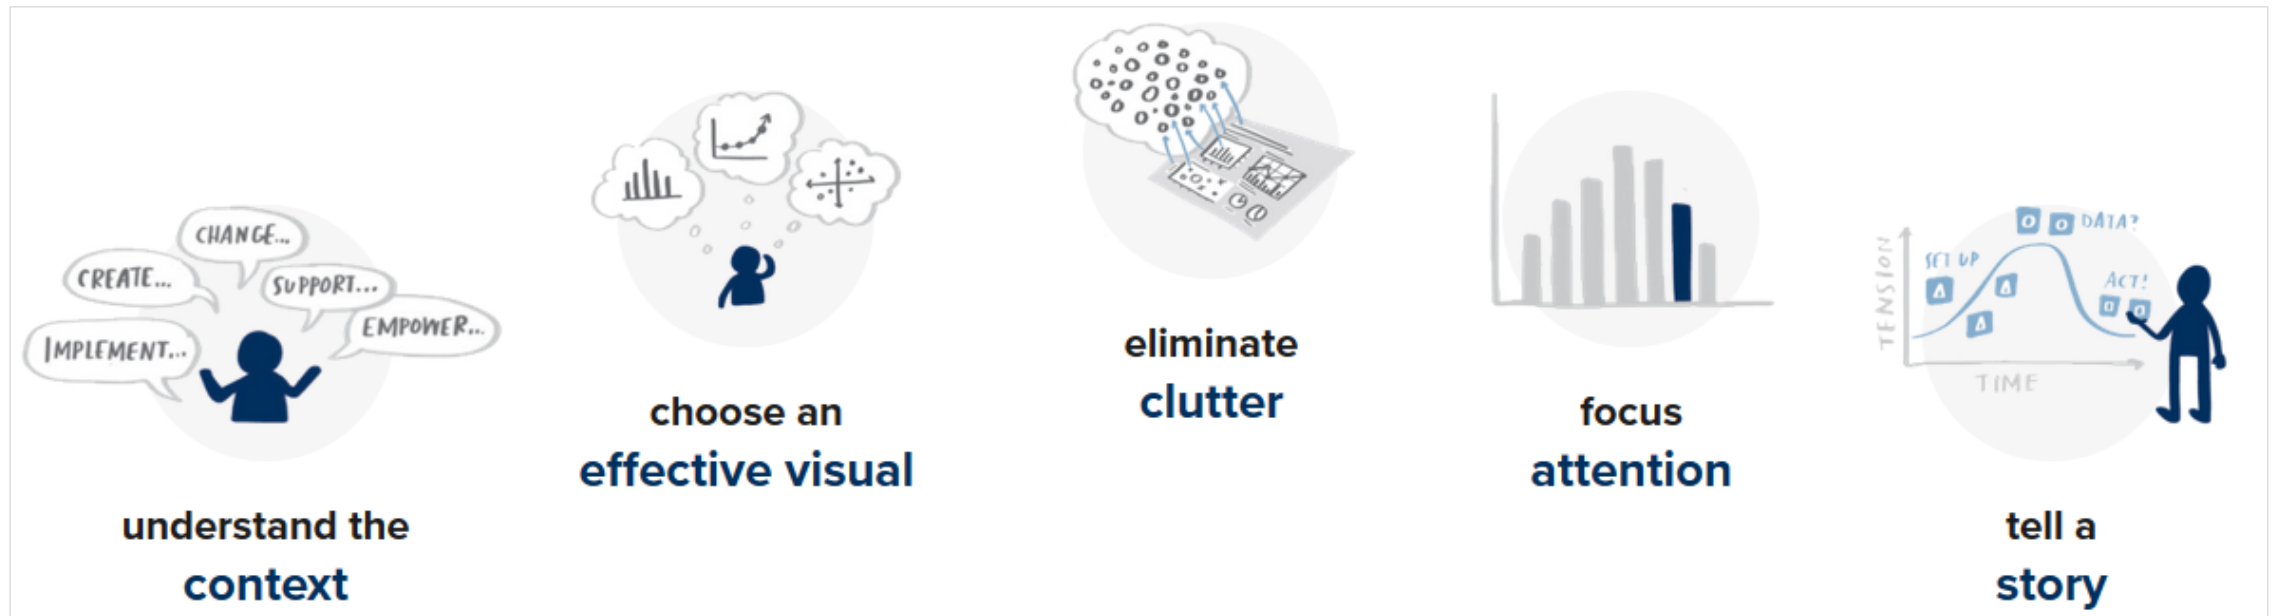 CHANGE...
CREATE...
SUPPORT...
EMPOWER...
IMPLEMENT...
understand the
context
choose an
effective visual
eliminate
clutter
focus
attention
TENSION
SET UP
DATA?
ACT!
TIME
tell a
story